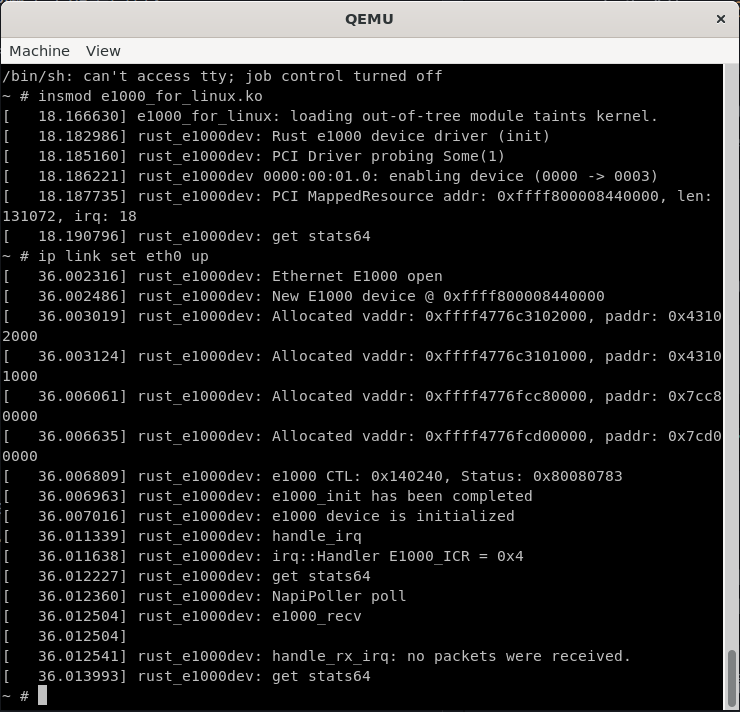 QEMU
×
Machine View
/bin/sh: can't access tty; job control turned off
~ # insmod e1000_for_linux.ko
[   18.166630] e1000_for_linux: loading out-of-tree module taints kernel.
[   18.182986] rust_e1000dev: Rust e1000 device driver (init)
[   18.185160] rust_e1000dev: PCI Driver probing Some(1)
[   18.186221] rust_e1000dev 0000:00:01.0: enabling device (0000 -> 0003)
[   18.187735] rust_e1000dev: PCI MappedResource addr: 0xffff800008440000, len:
131072, irq: 18
[   18.190796] rust_e1000dev: get stats64
~ # ip link set eth0 up
[   36.002316] rust_e1000dev: Ethernet E1000 open
[   36.002486] rust_e1000dev: New E1000 device @ 0xffff800008440000
[   36.003019] rust_e1000dev: Allocated vaddr: 0xffff4776c3102000, paddr: 0x4310
2000
[   36.003124] rust_e1000dev: Allocated vaddr: 0xffff4776c3101000, paddr: 0x4310
1000
[   36.006061] rust_e1000dev: Allocated vaddr: 0xffff4776fcc80000, paddr: 0x7cc8
0000
[   36.006635] rust_e1000dev: Allocated vaddr: 0xffff4776fcd00000, paddr: 0x7cd0
0000
[   36.006809] rust_e1000dev: e1000 CTL: 0x140240, Status: 0x80080783
[   36.006963] rust_e1000dev: e1000_init has been completed
[   36.007016] rust_e1000dev: e1000 device is initialized
[   36.011339] rust_e1000dev: handle_irq
[   36.011638] rust_e1000dev: irq::Handler E1000_ICR = 0x4
[   36.012227] rust_e1000dev: get stats64
[   36.012360] rust_e1000dev: NapiPoller poll
[   36.012504] rust_e1000dev: e1000_recv
[   36.012504]
[   36.012541] rust_e1000dev: handle_rx_irq: no packets were received.
[   36.013993] rust_e1000dev: get stats64
~ #